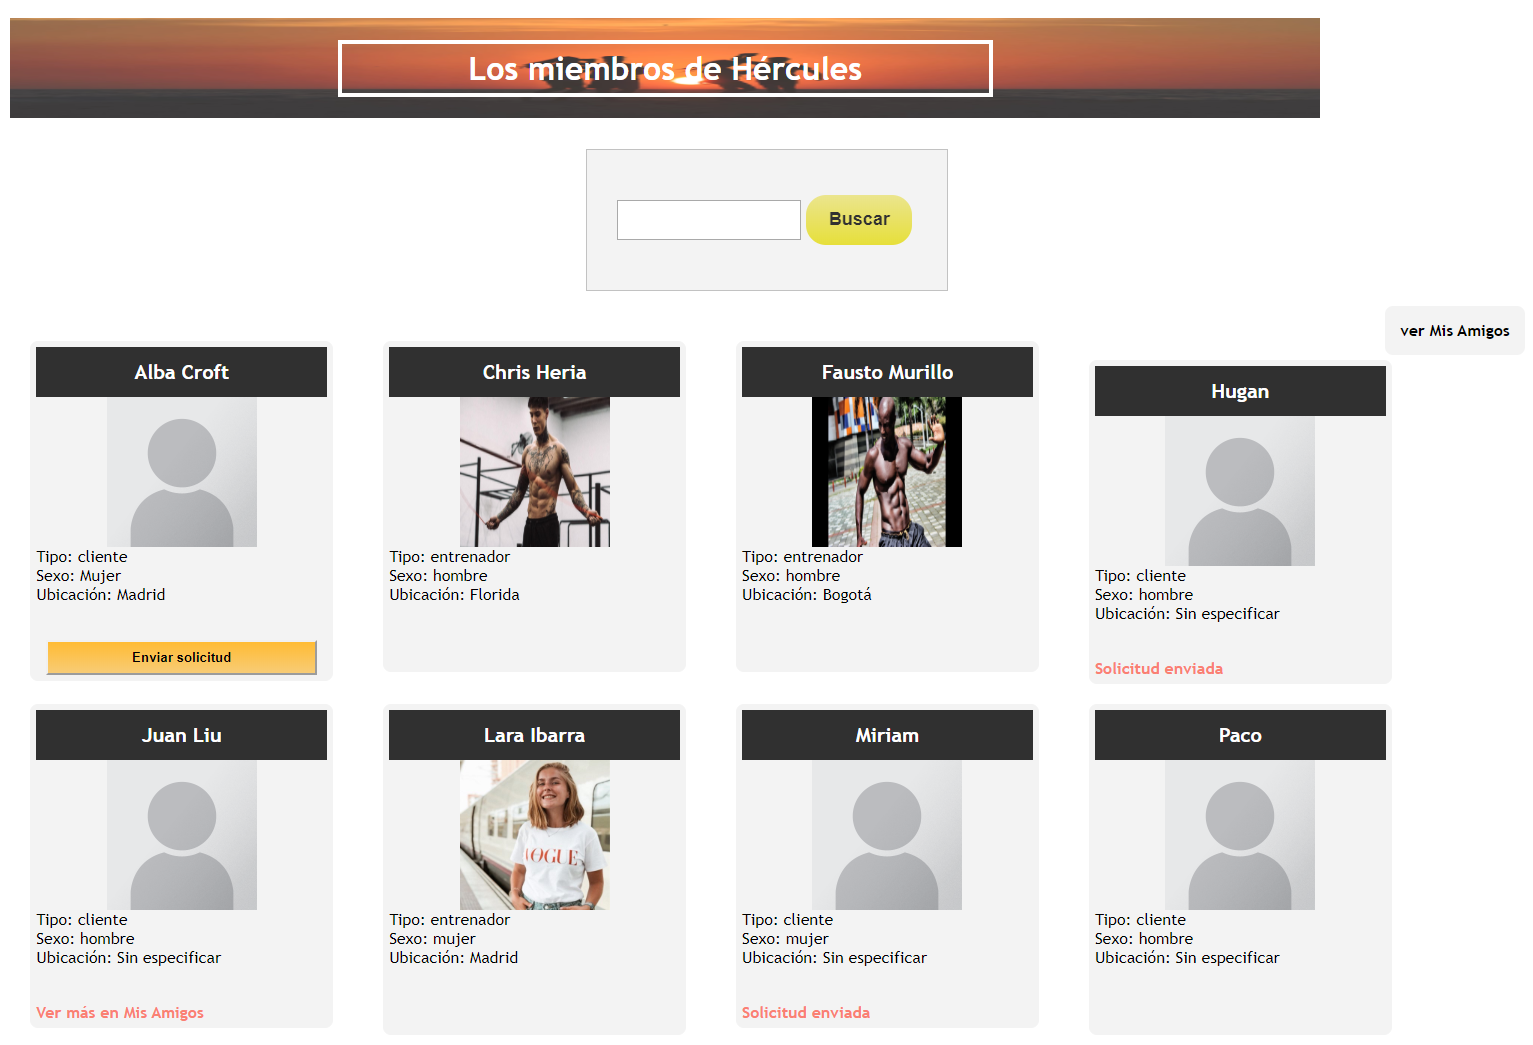 Los miembros de Hércules
Buscar
ver Mis Amigos
Alba Croft
Tipo: cliente
Sexo: Mujer
Ubicación: Madrid
Enviar solicitud
Chris Heria
Tipo: entrenador
Sexo: hombre
Ubicación: Florida
Fausto Murillo
Tipo: entrenador
Sexo: hombre
Ubicación: Bogotá
Hugan
Tipo: cliente
Sexo: hombre
Ubicación: Sin especificar
Solicitud enviada
Juan Liu
Tipo: cliente
Sexo: hombre
Ubicación: Sin especificar
Ver más en Mis Amigos
Lara Ibarra
VOGUE
Tipo: entrenador
Sexo: mujer
Ubicación: Madrid
Miriam
Tipo: cliente
Sexo: mujer
Ubicación: Sin especificar
Solicitud enviada
Paco
Tipo: cliente
Sexo: hombre
Ubicación: Sin especificar